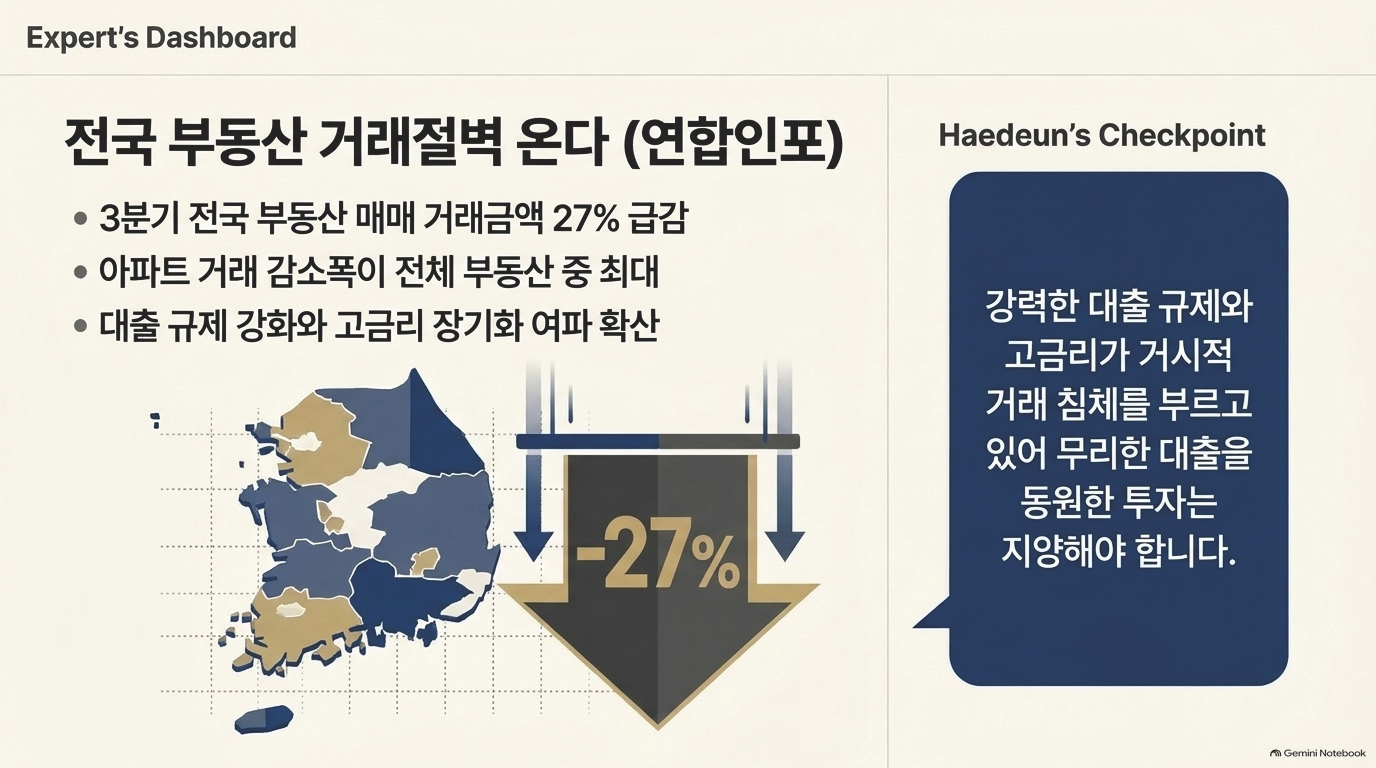 Expert's Dashboard
전국 부동산 거래절벽 온다 (연합인포)
• 3분기 전국 부동산 매매 거래금액 27% 급감
• 아파트 거래 감소폭이 전체 부동산 중 최대
• 대출 규제 강화와 고금리 장기화 여파 확산
-27%
Haedeun's Checkpoint
강력한 대출 규제와
고금리가 거시적
거래 침체를 부르고
있어 무리한 대출을
동원한 투자는
지양해야 합니다.
Gemini Notebook